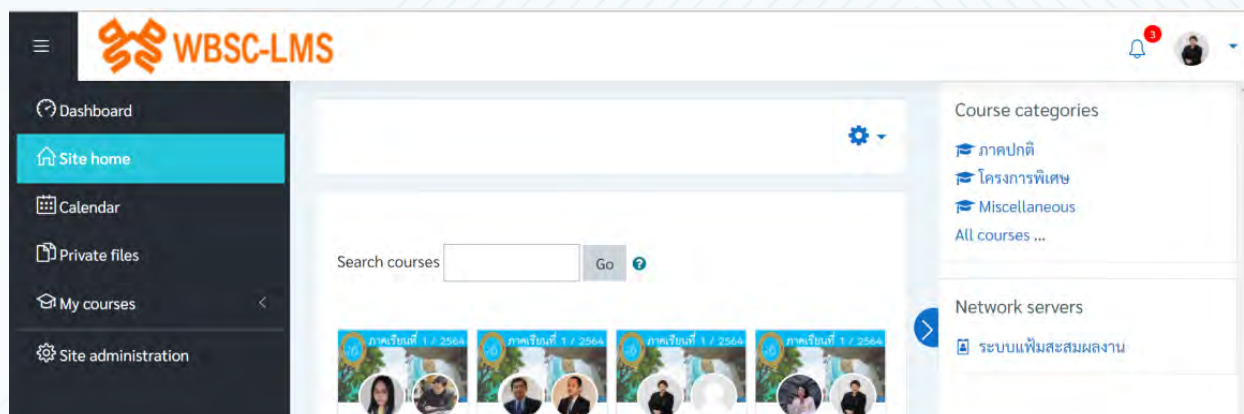 WBSC-LMS
3
Dashboard
Site home
Calendar
Private files
My courses
Site administration
Search courses
Go
?
ภาคเรียนที่ 1 / 2564
ภาคเรียนที่ 1 / 2564
ภาคเรียนที่ 1 / 2564
ภาคเรียนที่ 1 / 2564
Course categories
ภาคปกติ
โครงการพิเศษ
Miscellaneous
All courses ...
Network servers
ระบบแฟ้มสะสมผลงาน